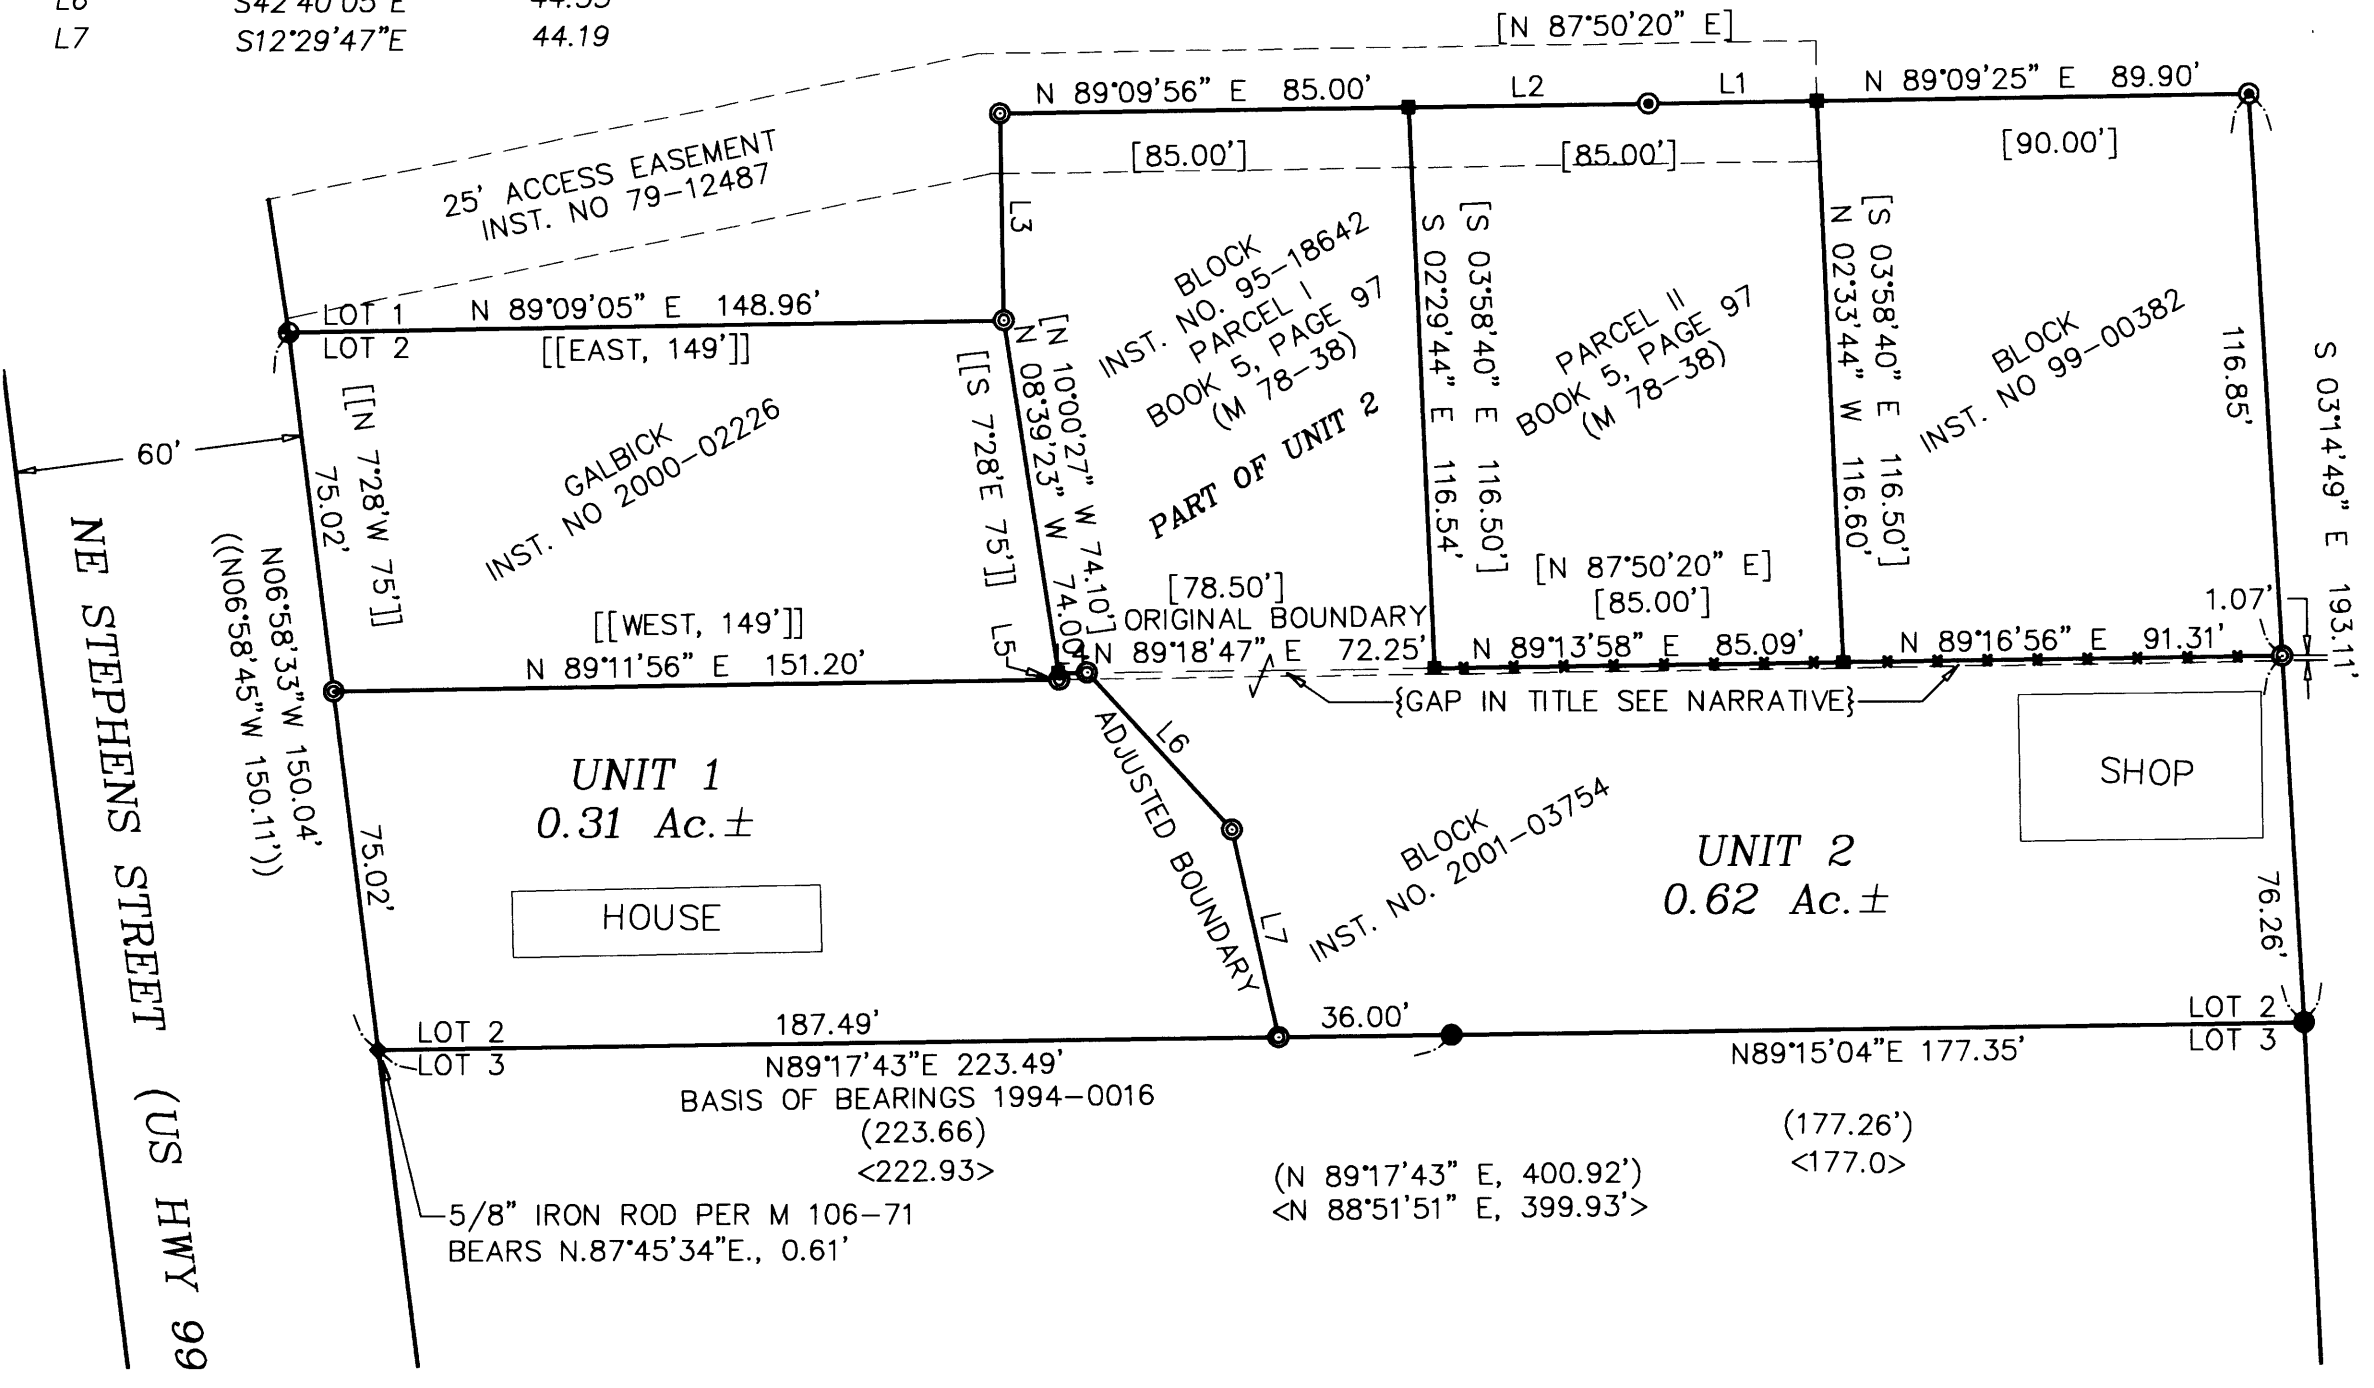 L6 S42°40'05"E 44.55
L7 S12°29'47"E 44.19
[N 87°50'20" E]
N 89°09'56" E 85.00'
L2
L1
N 89°09'25" E 89.90'
[85.00']
[85.00']
[90.00']
25' ACCESS EASEMENT
INST. NO 79-12487
L3
LOT 1
LOT 2
N 89°09'05" E 148.96'
[[EAST, 149']]
BLOCK
INST. NO. 95-18642
PARCEL I
BOOK 5, PAGE 97
(M 78-38)
PART OF UNIT 2
S 02°29'44" E 116.54'
[S 03°58'40" E 116.50']
PARCEL II
BOOK 5, PAGE 97
(M 78-38)
N 02°33'44" W 116.60'
[S 03°58'40" E 116.50']
BLOCK
INST. NO 99-00382
116.85'
S 03°14'49" E 193.11'
60'
[[N 7°28'W 75']]
75.02'
N06°58'33"W 150.04'
((N06°58'45"W 150.11'))
GALBICK
INST. NO 2000-02226
[[S 7°28'E 75']]
N 08°39'23" W 74.00'
[N 10°00'27" W 74.10']
[[WEST, 149']]
N 89°11'56" E 151.20'
L5
L4
[78.50']
ORIGINAL BOUNDARY
N 89°18'47" E 72.25'
[N 87°50'20" E]
[85.00']
N 89°13'58" E 85.09'
N 89°16'56" E 91.31'
1.07'
{GAP IN TITLE SEE NARRATIVE}
NE STEPHENS STREET (US HWY 99
UNIT 1
0.31 Ac.±
HOUSE
75.02'
L6
ADJUSTED BOUNDARY
L7
BLOCK
INST. NO. 2001-03754
UNIT 2
0.62 Ac.±
SHOP
76.26'
LOT 2
LOT 3
187.49'
36.00'
LOT 2
LOT 3
N89°17'43"E 223.49'
BASIS OF BEARINGS 1994-0016
(223.66)
<222.93>
N89°15'04"E 177.35'
(177.26')
<177.0>
(N 89°17'43" E, 400.92')
<N 88°51'51" E, 399.93'>
5/8" IRON ROD PER M 106-71
BEARS N.87°45'34"E., 0.61'